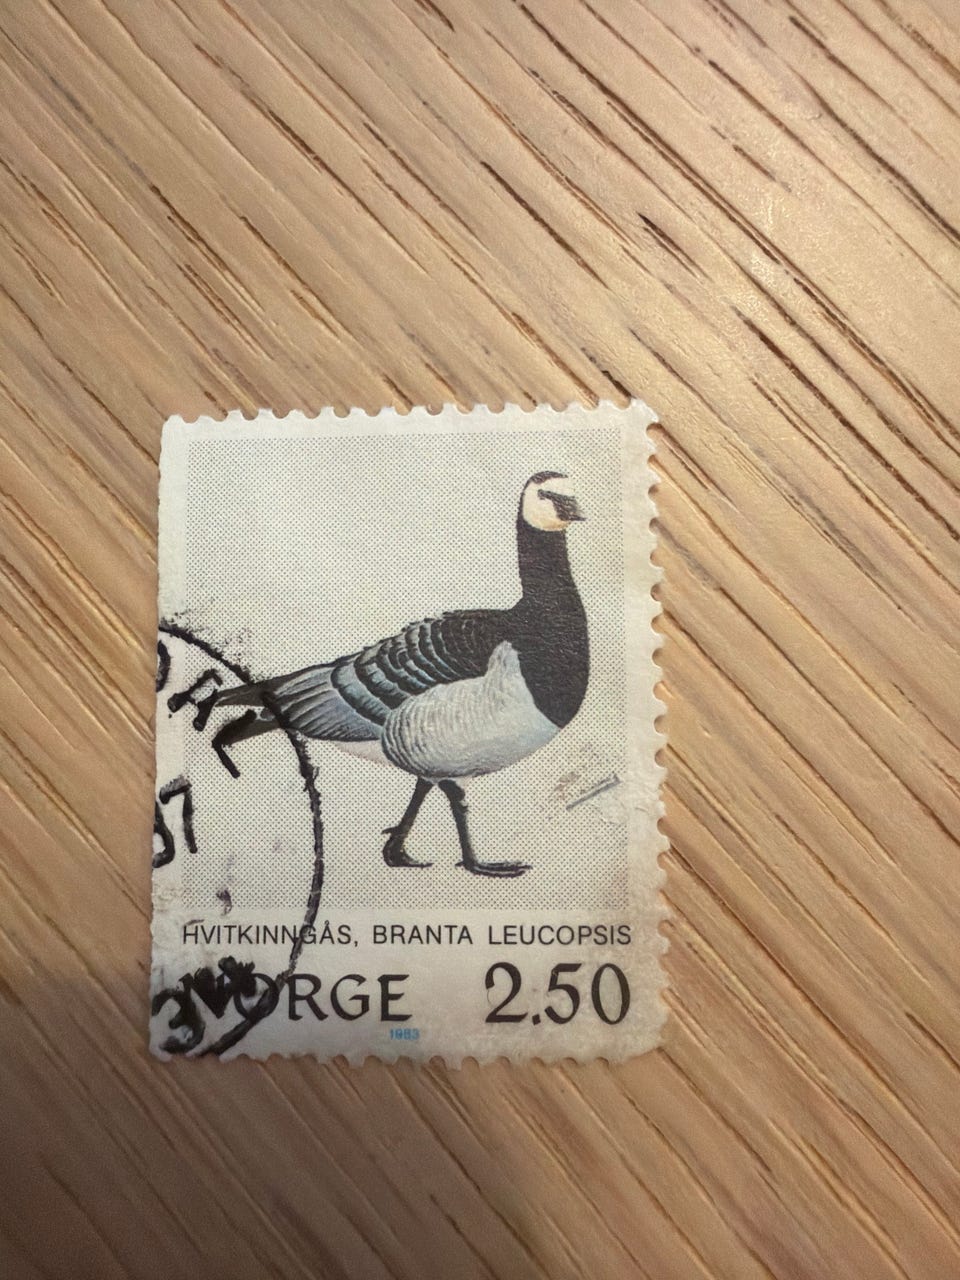 HVITKINNGÅS, BRANTA LEUCOPSIS
NORGE 2.50
1983